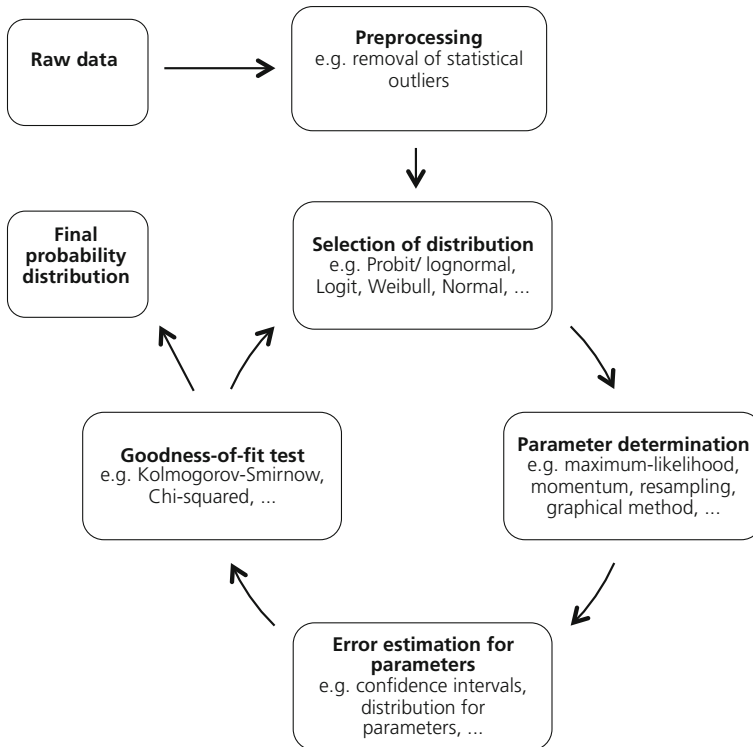 Raw data
Preprocessing
e.g. removal of statistical
outliers
Final
probability
distribution
Selection of distribution
e.g. Probit/ lognormal,
Logit, Weibull, Normal, ...
Goodness-of-fit test
e.g. Kolmogorov-Smirnow,
Chi-squared, ...
Parameter determination
e.g. maximum-likelihood,
momentum, resampling,
graphical method, ...
Error estimation for
parameters
e.g. confidence intervals,
distribution for
parameters, ...